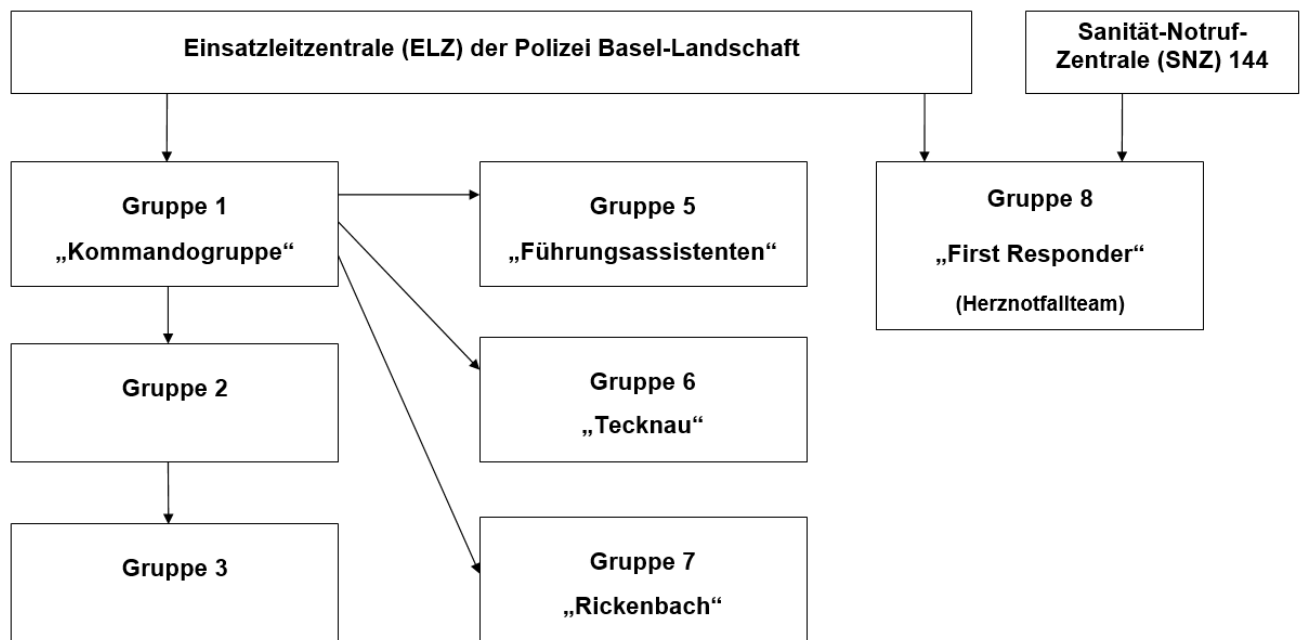 Einsatzleitzentrale (ELZ) der Polizei Basel-Landschaft
Sanität-Notruf-
Zentrale (SNZ) 144
Gruppe 1
„Kommandogruppe“
Gruppe 5
„Führungsassistenten“
Gruppe 8
„First Responder“
(Herznotfallteam)
Gruppe 2
Gruppe 6
„Tecknau“
Gruppe 3
Gruppe 7
„Rickenbach“